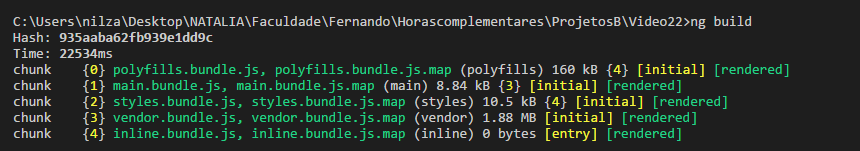 C:\Users\nilza\Desktop\NATALIA\Faculdade\Fernando\Horascomplementares\ProjetosB\Video22>ng build
Hash: 935aaba62fb939e1dd9c
Time: 22534ms
chunk    {0} polyfills.bundle.js, polyfills.bundle.js.map (polyfills) 160 kB {4} [initial] [rendered]
chunk    {1} main.bundle.js, main.bundle.js.map (main) 8.84 kB {3} [initial] [rendered]
chunk    {2} styles.bundle.js, styles.bundle.js.map (styles) 10.5 kB {4} [initial] [rendered]
chunk    {3} vendor.bundle.js, vendor.bundle.js.map (vendor) 1.88 MB [initial] [rendered]
chunk    {4} inline.bundle.js, inline.bundle.js.map (inline) 0 bytes [entry] [rendered]